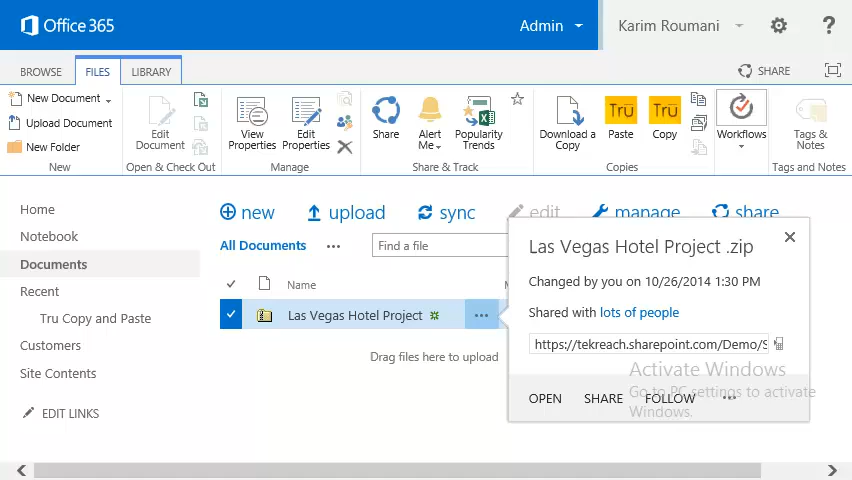 Office 365
Admin
Karim Roumani
?
BROWSE
FILES
LIBRARY
SHARE
New Document
Upload Document
New Folder
New
Edit
Document
Open & Check Out
View
Properties
Edit
Properties
Manage
Share
Alert
Me
Popularity
Trends
Share & Track
Download a
Copy
Trū
Paste
Trū
Copy
Copies
Workflows
Tags &
Notes
Tags and Notes
Home
Notebook
Documents
Recent
Tru Copy and Paste
Customers
Site Contents
EDIT LINKS
new
upload
sync
edit
manage
share
All Documents
...
Find a file
Name
Las Vegas Hotel Project
...
Drag files here to upload
Las Vegas Hotel Project .zip
Changed by you on 10/26/2014 1:30 PM
Shared with lots of people
https://tekreach.sharepoint.com/Demo/S
OPEN
SHARE
FOLLOW
...
Activate Windows
Go to PC settings to activate
Windows.